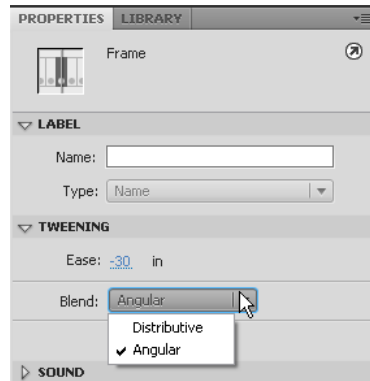 PROPERTIES LIBRARY
Frame
LABEL
Name:
Type: Name
TWEENING
Ease: -30 in
Blend: Angular
Distributive
Angular
SOUND